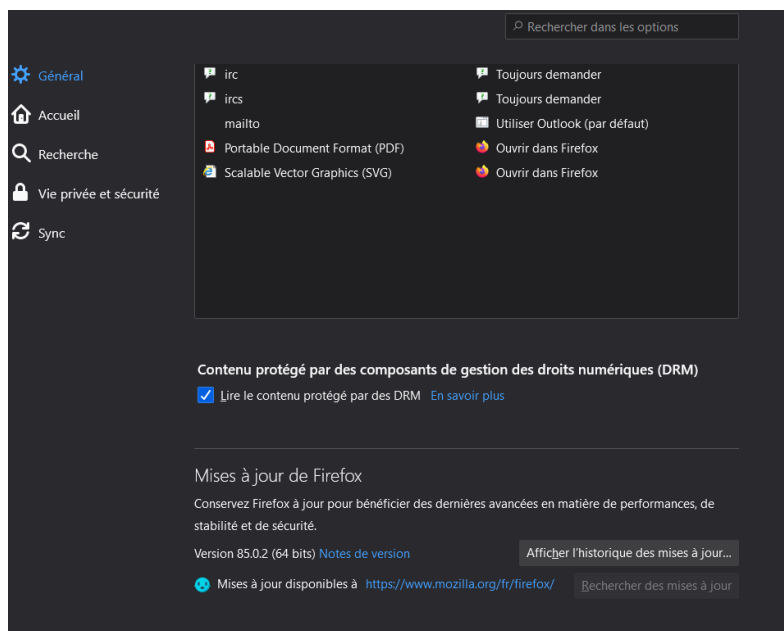 Rechercher dans les options
Général
Accueil
Recherche
Vie privée et sécurité
Sync
irc Toujours demander
ircs Toujours demander
mailto Utiliser Outlook (par défaut)
Portable Document Format (PDF) Ouvrir dans Firefox
Scalable Vector Graphics (SVG) Ouvrir dans Firefox
Contenu protégé par des composants de gestion des droits numériques (DRM)
Lire le contenu protégé par des DRM En savoir plus
Mises à jour de Firefox
Conservez Firefox à jour pour bénéficier des dernières avancées en matière de performances, de
stabilité et de sécurité.
Version 85.0.2 (64 bits) Notes de version Afficher l'historique des mises à jour...
Mises à jour disponibles à https://www.mozilla.org/fr/firefox/ Rechercher des mises à jour